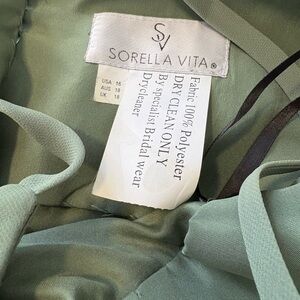 SV
SORELLA VITA®
USA 16
AUS 18
UK 18
Fabric 100% Polyester
DRY CLEAN ONLY
By specialist Bridal wear
Drycleaner